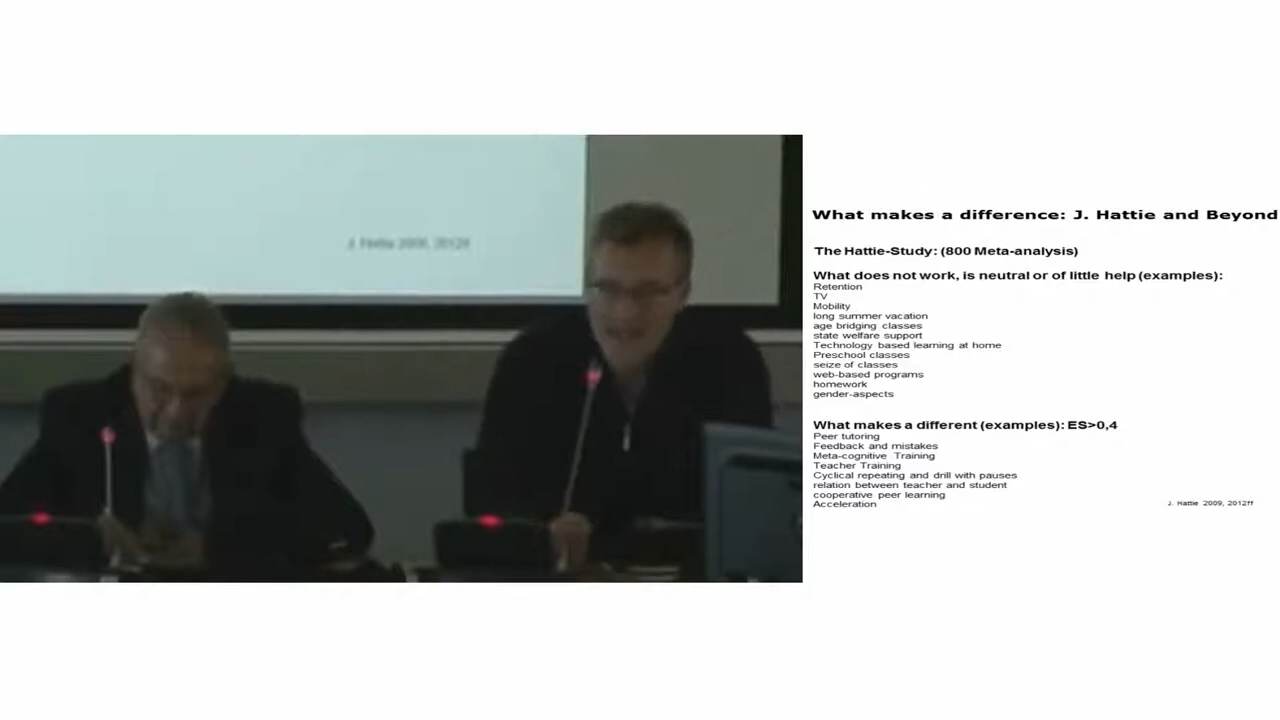 J. Hattie 2009, 2012ff
What makes a difference: J. Hattie and Beyond
The Hattie-Study: (800 Meta-analysis)
What does not work, is neutral or of little help (examples):
Retention
TV
Mobility
long summer vacation
age bridging classes
state welfare support
Technology based learning at home
Preschool classes
seize of classes
web-based programs
homework
gender-aspects
What makes a different (examples): ES>0,4
Peer tutoring
Feedback and mistakes
Meta-cognitive Training
Teacher Training
Cyclical repeating and drill with pauses
relation between teacher and student
cooperative peer learning
Acceleration
J. Hattie 2009, 2012ff